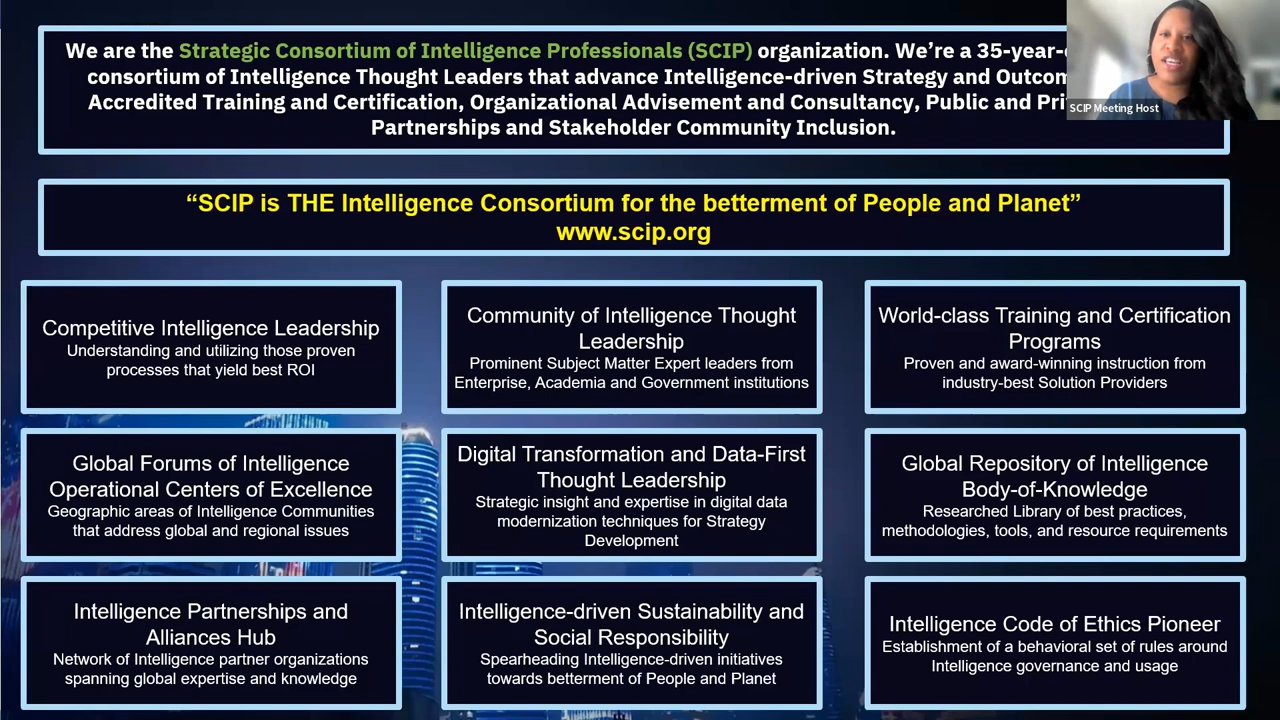 We are the Strategic Consortium of Intelligence Professionals (SCIP) organization. We’re a 35-year-
consortium of Intelligence Thought Leaders that advance Intelligence-driven Strategy and
Accredited Training and Certification, Organizational Advisement and Consultancy, Public and
Partnerships and Stakeholder Community Inclusion.
SCIP Meeting Host
“SCIP is THE Intelligence Consortium for the betterment of People and Planet”
www.scip.org
Competitive Intelligence Leadership
Understanding and utilizing those proven
processes that yield best ROI
Community of Intelligence Thought
Leadership
Prominent Subject Matter Expert leaders from
Enterprise, Academia and Government institutions
World-class Training and Certification
Programs
Proven and award-winning instruction from
industry-best Solution Providers
Global Forums of Intelligence
Operational Centers of Excellence
Geographic areas of Intelligence Communities
that address global and regional issues
Digital Transformation and Data-First
Thought Leadership
Strategic insight and expertise in digital data
modernization techniques for Strategy
Development
Global Repository of Intelligence
Body-of-Knowledge
Researched Library of best practices,
methodologies, tools, and resource requirements
Intelligence Partnerships and
Alliances Hub
Network of Intelligence partner organizations
spanning global expertise and knowledge
Intelligence-driven Sustainability and
Social Responsibility
Spearheading Intelligence-driven initiatives
towards betterment of People and Planet
Intelligence Code of Ethics Pioneer
Establishment of a behavioral set of rules around
Intelligence governance and usage